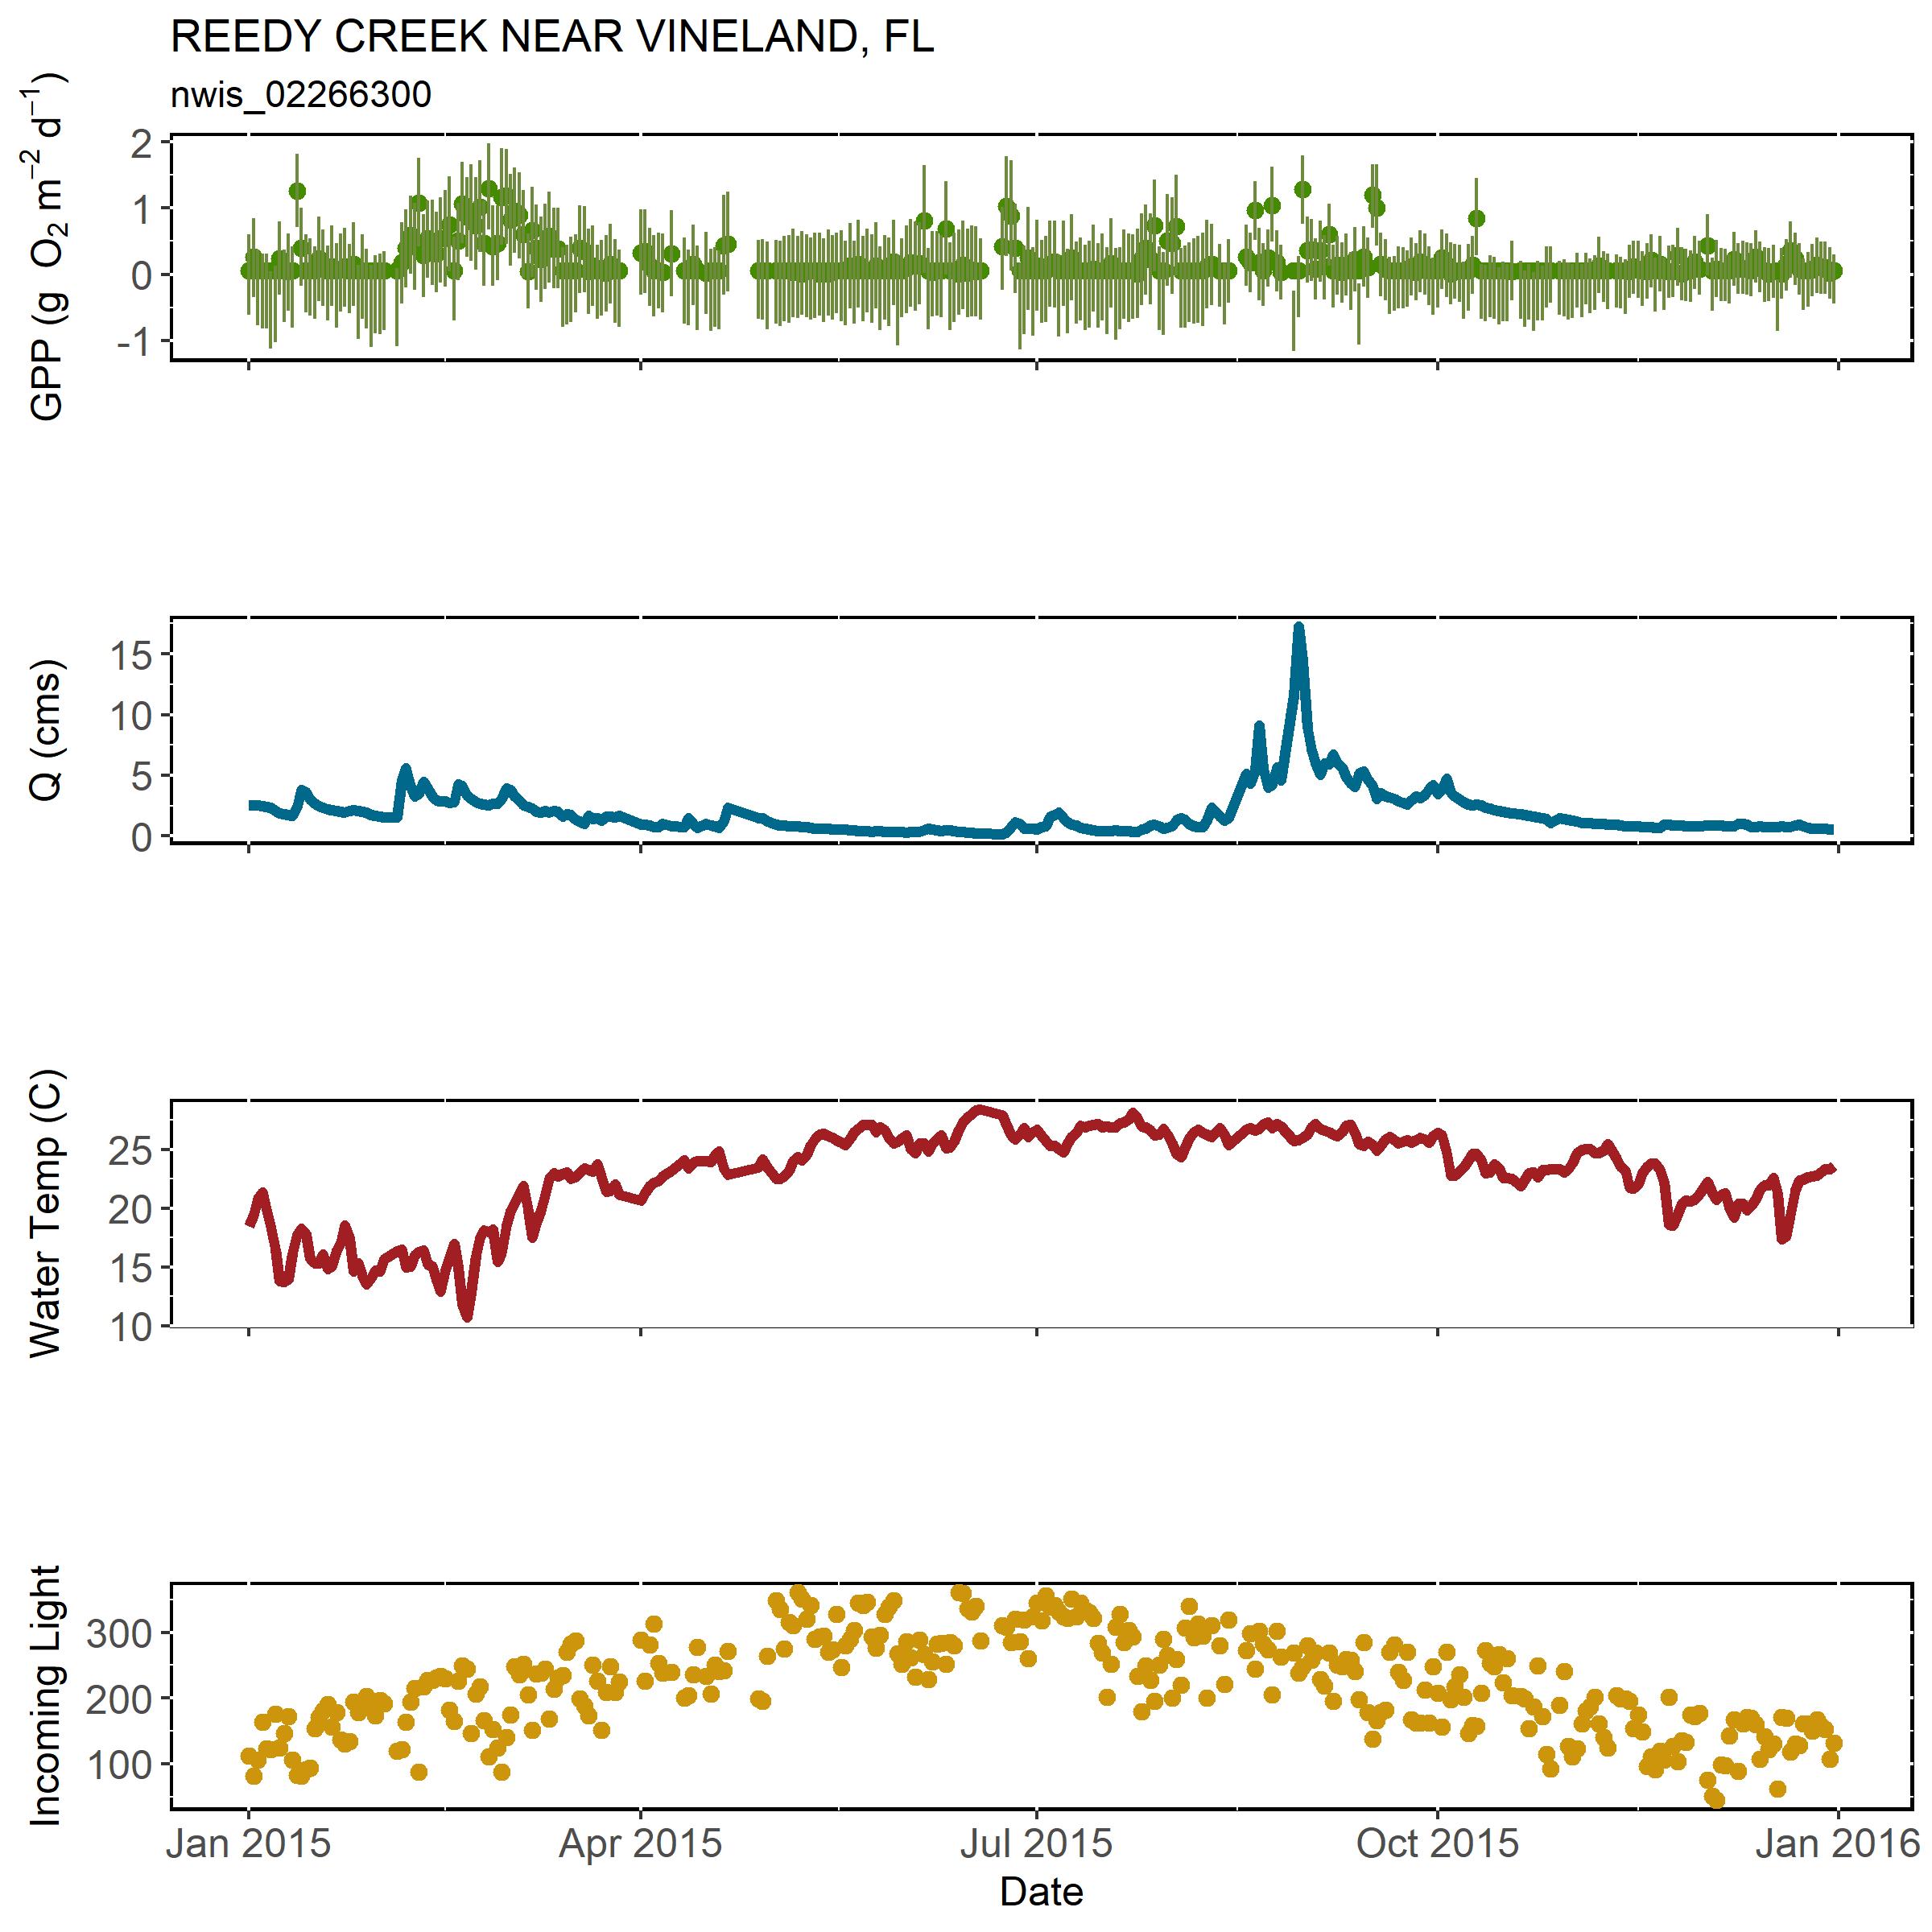 REEDY CREEK NEAR VINELAND, FL
nwis_02266300
GPP (g O₂ m⁻² d⁻¹)
2
1
0
-1
Q (cms)
15
10
5
0
Water Temp (C)
25
20
15
10
Incoming Light
300
200
100
Jan 2015 Apr 2015 Jul 2015 Oct 2015 Jan 2016
Date